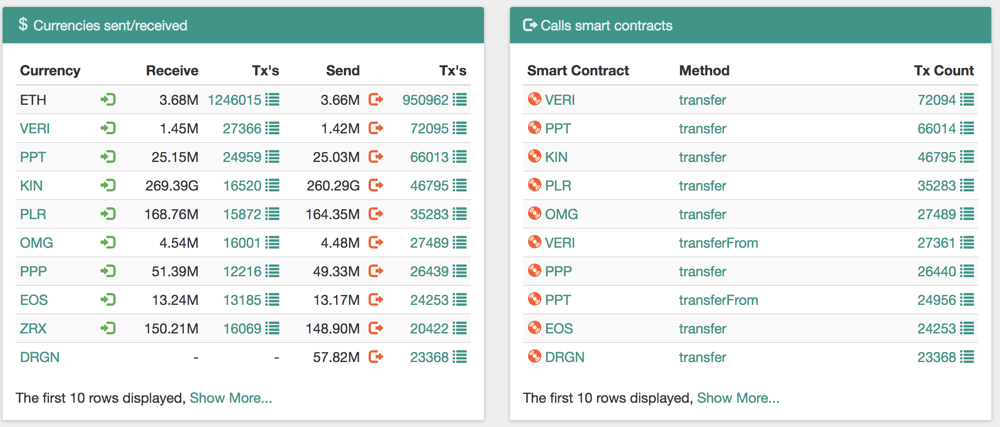 $ Currencies sent/received
Currency Receive Tx's Send Tx's
ETH 3.68M 1246015 3.66M 950962
VERI 1.45M 27366 1.42M 72095
PPT 25.15M 24959 25.03M 66013
KIN 269.39G 16520 260.29G 46795
PLR 168.76M 15872 164.35M 35283
OMG 4.54M 16001 4.48M 27489
PPP 51.39M 12216 49.33M 26439
EOS 13.24M 13185 13.17M 24253
ZRX 150.21M 16069 148.90M 20422
DRGN - - 57.82M 23368
The first 10 rows displayed, Show More...
Calls smart contracts
Smart Contract Method Tx Count
VERI transfer 72094
PPT transfer 66014
KIN transfer 46795
PLR transfer 35283
OMG transfer 27489
VERI transferFrom 27361
PPP transfer 26440
PPT transferFrom 24956
EOS transfer 24253
DRGN transfer 23368
The first 10 rows displayed, Show More...